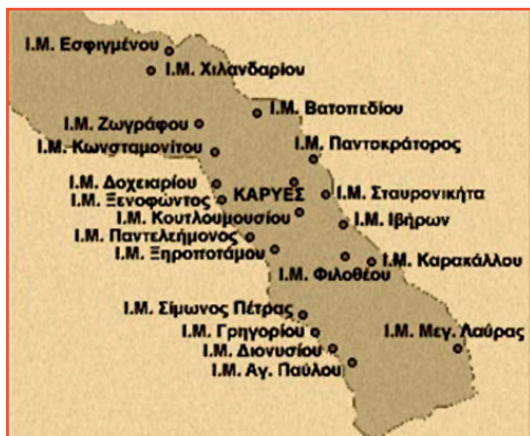 Ι.Μ. Εσφιγμένου
Ι.Μ. Χιλανδαρίου
Ι.Μ. Βατοπεδίου
Ι.Μ. Ζωγράφου
Ι.Μ. Παντοκράτορος
Ι.Μ. Κωνσταμονίτου
Ι.Μ. Δοχειαρίου
ΚΑΡΥΕΣ
Ι.Μ. Σταυρονικήτα
Ι.Μ. Ξενοφώντος
Ι.Μ. Κουτλουμουσίου
Ι.Μ. Ιβήρων
Ι.Μ. Παντελεήμονος
Ι.Μ. Ξηροποτάμου
Ι.Μ. Καρακάλλου
Ι.Μ. Φιλοθέου
Ι.Μ. Σίμωνος Πέτρας
Ι.Μ. Γρηγορίου
Ι.Μ. Μεγ. Λαύρας
Ι.Μ. Διονυσίου
Ι.Μ. Αγ. Παύλου